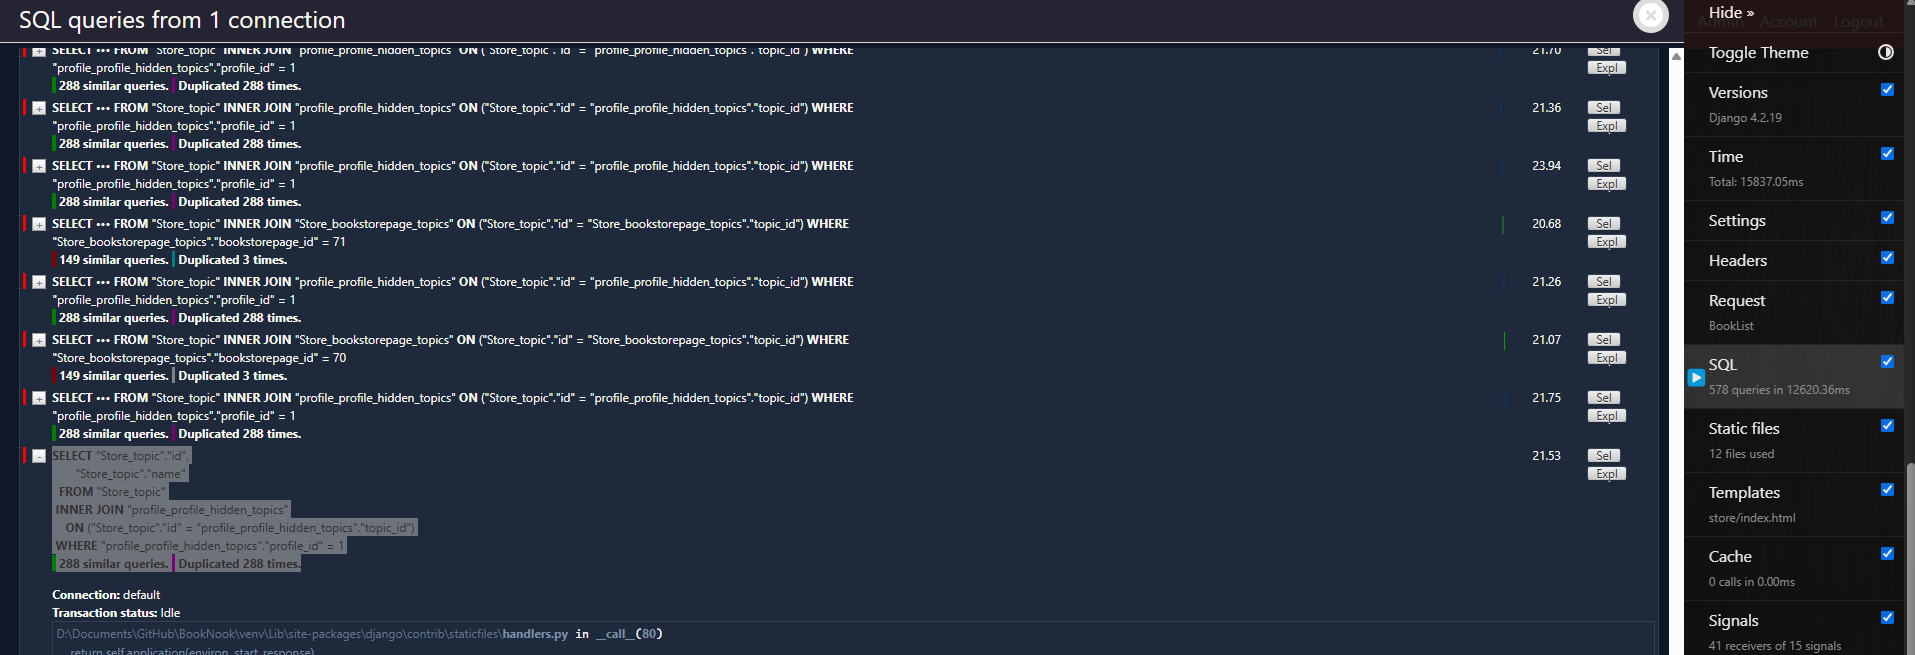 SQL queries from 1 connection
SELECT ••• FROM "Store_topic" INNER JOIN "profile_profile_hidden_topics" ON ("Store_topic"."id" = "profile_profile_hidden_topics"."topic_id") WHERE
"profile_profile_hidden_topics"."profile_id" = 1
288 similar queries. Duplicated 288 times.
21.70
Sel
Expl
+ SELECT ••• FROM "Store_topic" INNER JOIN "profile_profile_hidden_topics" ON ("Store_topic"."id" = "profile_profile_hidden_topics"."topic_id") WHERE
"profile_profile_hidden_topics"."profile_id" = 1
288 similar queries. Duplicated 288 times.
21.36
Sel
Expl
+ SELECT ••• FROM "Store_topic" INNER JOIN "profile_profile_hidden_topics" ON ("Store_topic"."id" = "profile_profile_hidden_topics"."topic_id") WHERE
"profile_profile_hidden_topics"."profile_id" = 1
288 similar queries. Duplicated 288 times.
23.94
Sel
Expl
+ SELECT ••• FROM "Store_topic" INNER JOIN "Store_bookstorepage_topics" ON ("Store_topic"."id" = "Store_bookstorepage_topics"."topic_id") WHERE
"Store_bookstorepage_topics"."bookstorepage_id" = 71
149 similar queries. Duplicated 3 times.
20.68
Sel
Expl
+ SELECT ••• FROM "Store_topic" INNER JOIN "profile_profile_hidden_topics" ON ("Store_topic"."id" = "profile_profile_hidden_topics"."topic_id") WHERE
"profile_profile_hidden_topics"."profile_id" = 1
288 similar queries. Duplicated 288 times.
21.26
Sel
Expl
+ SELECT ••• FROM "Store_topic" INNER JOIN "Store_bookstorepage_topics" ON ("Store_topic"."id" = "Store_bookstorepage_topics"."topic_id") WHERE
"Store_bookstorepage_topics"."bookstorepage_id" = 70
149 similar queries. Duplicated 3 times.
21.07
Sel
Expl
+ SELECT ••• FROM "Store_topic" INNER JOIN "profile_profile_hidden_topics" ON ("Store_topic"."id" = "profile_profile_hidden_topics"."topic_id") WHERE
"profile_profile_hidden_topics"."profile_id" = 1
288 similar queries. Duplicated 288 times.
21.75
Sel
Expl
- SELECT "Store_topic"."id",
"Store_topic"."name"
FROM "Store_topic"
INNER JOIN "profile_profile_hidden_topics"
ON ("Store_topic"."id" = "profile_profile_hidden_topics"."topic_id")
WHERE "profile_profile_hidden_topics"."profile_id" = 1
288 similar queries. Duplicated 288 times.
21.53
Sel
Expl
Connection: default
Transaction status: Idle
D:\Documents\GitHub\BookNook\venv\Lib\site-packages\django\contrib\staticfiles\handlers.py in __call__(80)
return self.application(environ, start_response)
Hide »
Admin Account Logout
Toggle Theme
Versions
Django 4.2.19
Time
Total: 15837.05ms
Settings
Headers
Request
BookList
SQL
578 queries in 12620.36ms
Static files
12 files used
Templates
store/index.html
Cache
0 calls in 0.00ms
Signals
41 receivers of 15 signals